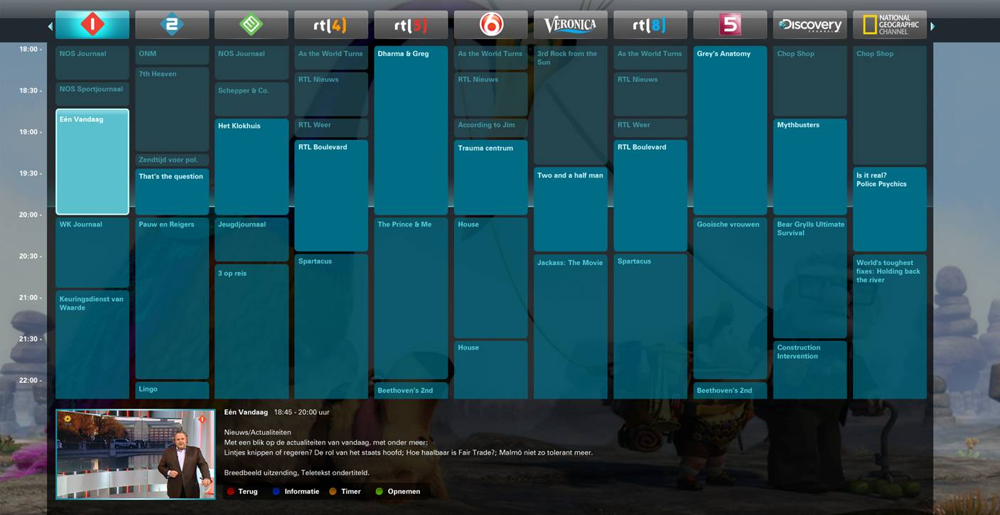 1 2 3 rtl(4) rtl(5) 6 VERONICA rtl(8) 5 Discovery CHANNEL NATIONAL GEOGRAPHIC CHANNEL
18:00 -
18:30 -
19:00 -
19:30 -
20:00 -
20:30 -
21:00 -
21:30 -
22:00 -
NOS Journaal
NOS Sportjournaal
Eén Vandaag
WK Journaal
Keuringsdienst van
Waarde
ONM
7th Heaven
Zendtijd voor pol.
That's the question
Pauw en Reigers
Lingo
NOS Journaal
Schepper & Co.
Het Klokhuis
Jeugdjournaal
3 op reis
As the World Turns
RTL Nieuws
RTL Weer
RTL Boulevard
Spartacus
Dharma & Greg
The Prince & Me
Beethoven's 2nd
As the World Turns
RTL Nieuws
According to Jim
Trauma centrum
House
House
3rd Rock from the
Sun
Two and a half man
Jackass: The Movie
As the World Turns
RTL Nieuws
RTL Weer
RTL Boulevard
Spartacus
Grey's Anatomy
Gooische vrouwen
Beethoven's 2nd
Chop Shop
Mythbusters
Bear Grylls Ultimate
Survival
Construction
Intervention
Chop Shop
Is it real?
Police Psychics
World's toughest
fixes: Holding back
the river
Eén Vandaag 18:45 - 20:00 uur
Nieuws/Actualiteiten
Met een blik op de actualiteiten van vandaag. met onder meer:
Lintjes knippen of regeren? De rol van het staats hoofd; Hoe haalbaar is Fair Trade?; Malmö niet zo tolerant meer.
Breedbeeld uitzending, Teletekst ondertiteld.
Terug Informatie Timer Opnemen